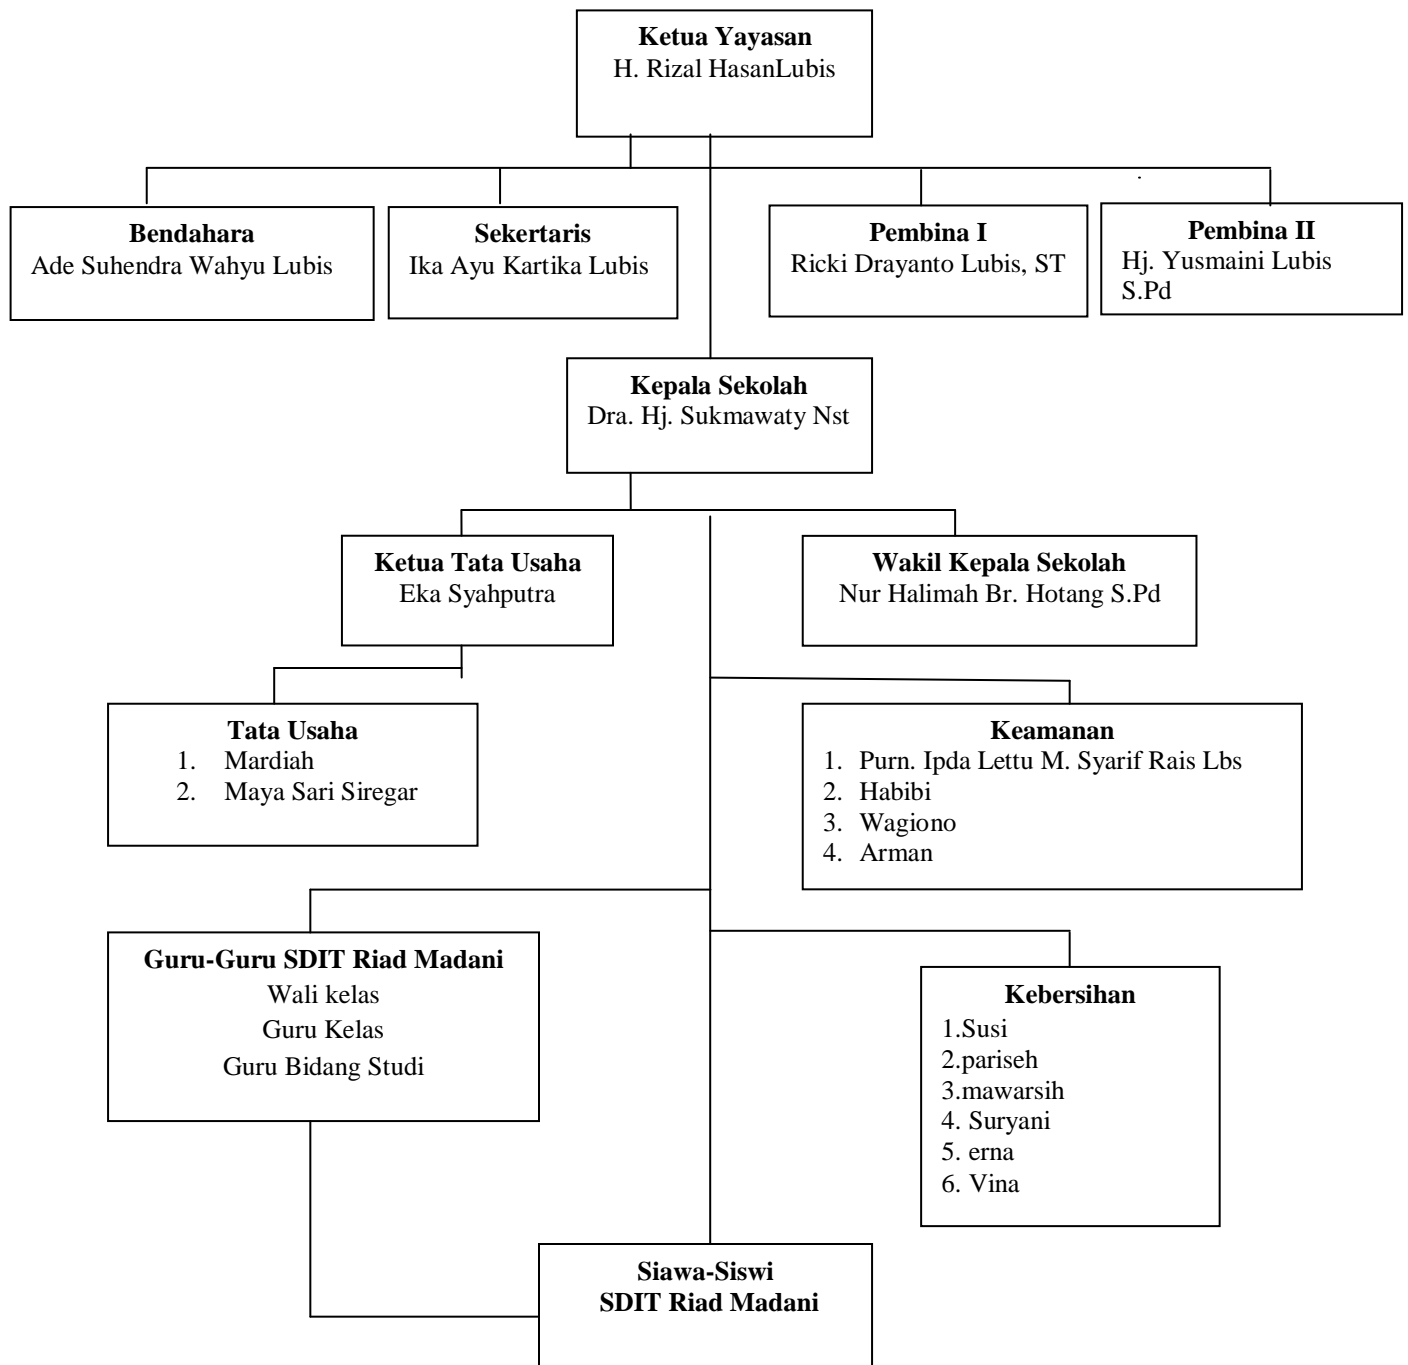 Ketua Yayasan
H. Rizal HasanLubis
Bendahara
Ade Suhendra Wahyu Lubis
Sekertaris
Ika Ayu Kartika Lubis
Pembina I
Ricki Drayanto Lubis, ST
Pembina II
Hj. Yusmaini Lubis
S.Pd
Kepala Sekolah
Dra. Hj. Sukmawaty Nst
Ketua Tata Usaha
Eka Syahputra
Wakil Kepala Sekolah
Nur Halimah Br. Hotang S.Pd
Tata Usaha
1. Mardiah
2. Maya Sari Siregar
Keamanan
1. Purn. Ipda Lettu M. Syarif Rais Lbs
2. Habibi
3. Wagiono
4. Arman
Guru-Guru SDIT Riad Madani
Wali kelas
Guru Kelas
Guru Bidang Studi
Kebersihan
1.Susi
2.pariseh
3.mawarsih
4. Suryani
5. erna
6. Vina
Siawa-Siswi
SDIT Riad Madani